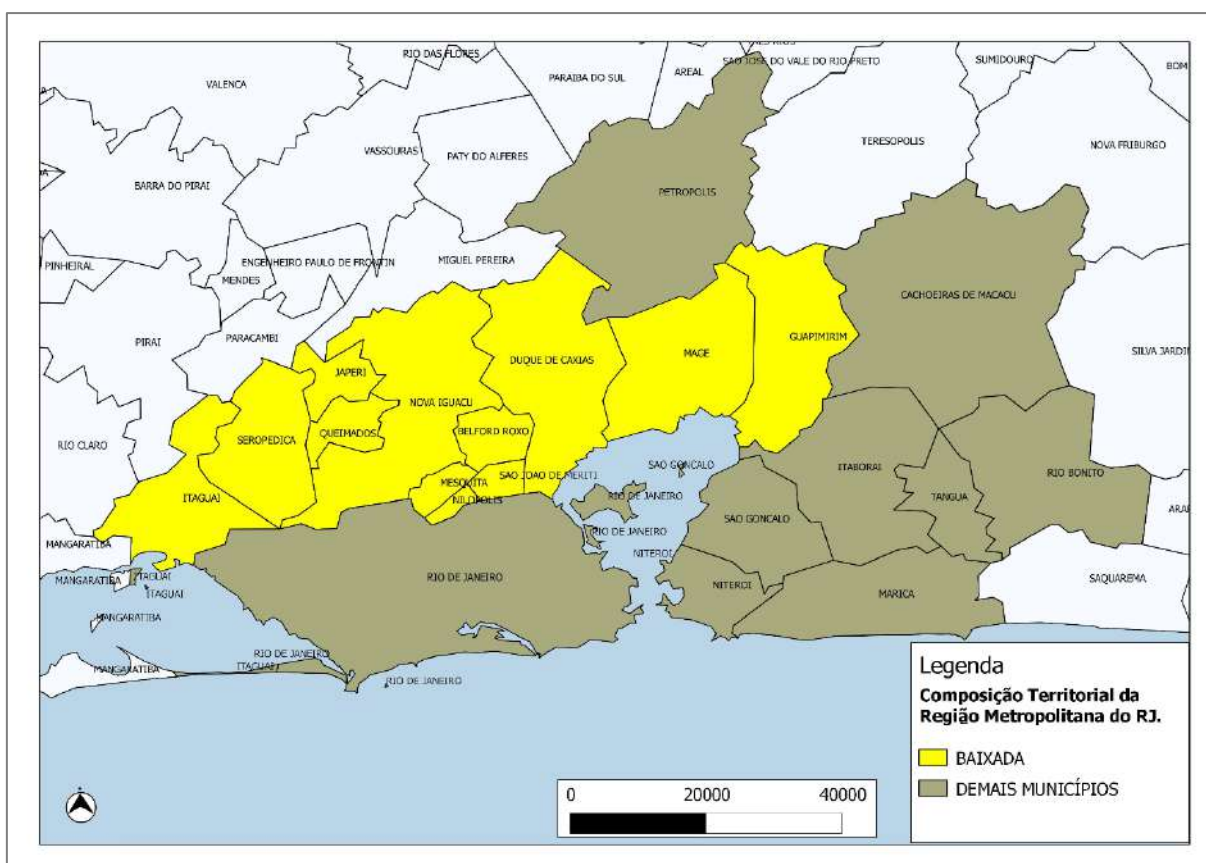 RIO DAS FLORES
SAO JOSE DO VALE DO RIO PRETO
SUMIDOURO
BOM
VALENCA
PARAIBA DO SUL
AREAL
VASSOURAS
PATY DO ALFERES
TERESOPOLIS
NOVA FRIBURGO
BARRA DO PIRAI
PETROPOLIS
PINHEIRAL
MENDES
ENGENHEIRO PAULO DE FRONTIN
MIGUEL PEREIRA
CACHOEIRAS DE MACACU
PIRAI
PARACAMBI
GUAPIMIRIM
MAGE
SILVA JARDIN
DUQUE DE CAXIAS
JAPERI
NOVA IGUACU
RIO CLARO
SEROPEDICA
QUEIMADOS
BELFORD ROXO
SAO GONCALO
ITABORAI
RIO BONITO
ITAGUAI
MESQUITA
SAO JOAO DE MERITI
NILOPOLIS
RIO DE JANEIRO
TANGUA
ARA
SAO GONCALO
RIO DE JANEIRO
MANGARATIBA
NITEROI
MANGARATIBA
ITAGUAI
ITAGUAI
RIO DE JANEIRO
NITEROI
MARICA
SAQUAREMA
MANGARATIBA
RIO DE JANEIRO
MANGARATIBA
ITAGUAI
RIO DE JANEIRO
Legenda
Composição Territorial da
Região Metropolitana do RJ.
BAIXADA
DEMAIS MUNICÍPIOS
0 20000 40000